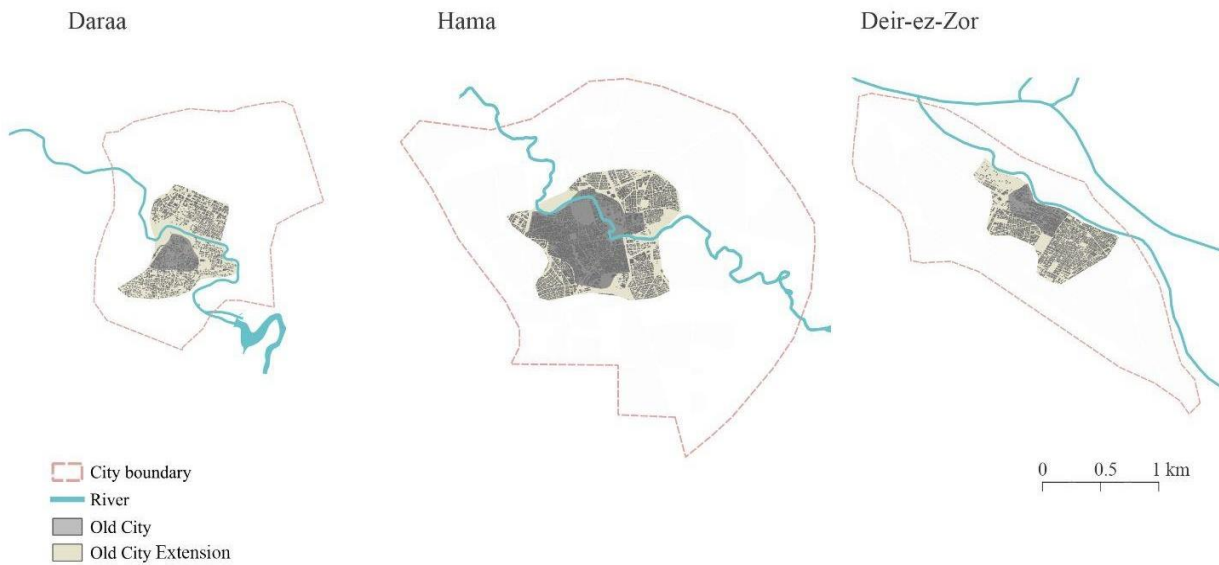 Daraa
Hama
Deir-ez-Zor
City boundary
River
Old City
Old City Extension
0 0.5 1 km